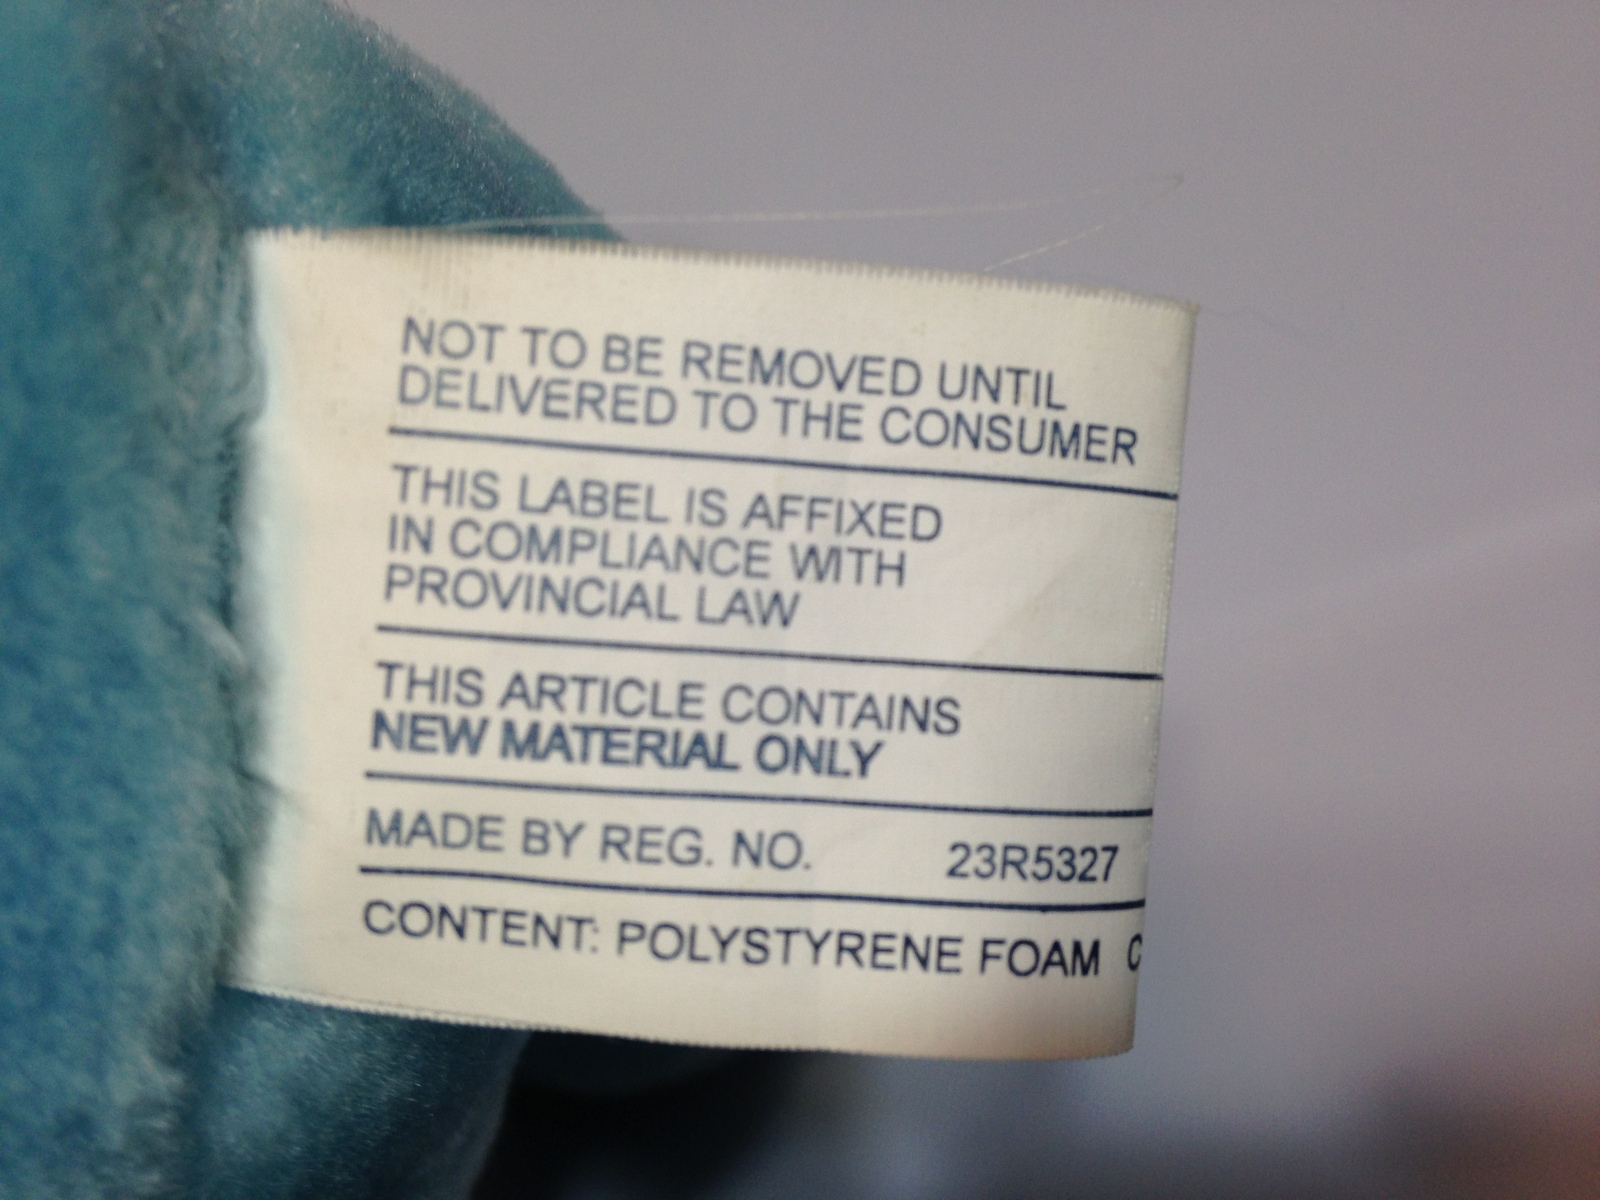 NOT TO BE REMOVED UNTIL
DELIVERED TO THE CONSUMER
THIS LABEL IS AFFIXED
IN COMPLIANCE WITH
PROVINCIAL LAW
THIS ARTICLE CONTAINS
NEW MATERIAL ONLY
MADE BY REG. NO. 23R5327
CONTENT: POLYSTYRENE FOAM C